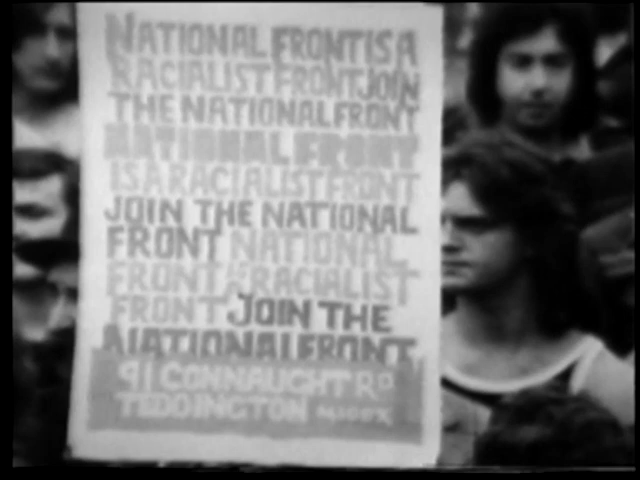 NATIONAL FRONT IS A
RACIALIST FRONT JOIN
THE NATIONAL FRONT
NATIONAL FRONT
IS A RACIALIST FRONT
JOIN THE NATIONAL
FRONT NATIONAL
FRONT IS RACIALIST
FRONT JOIN THE
NATIONAL FRONT
91 CONNAUGHT RD
TEDDINGTON MIDDX